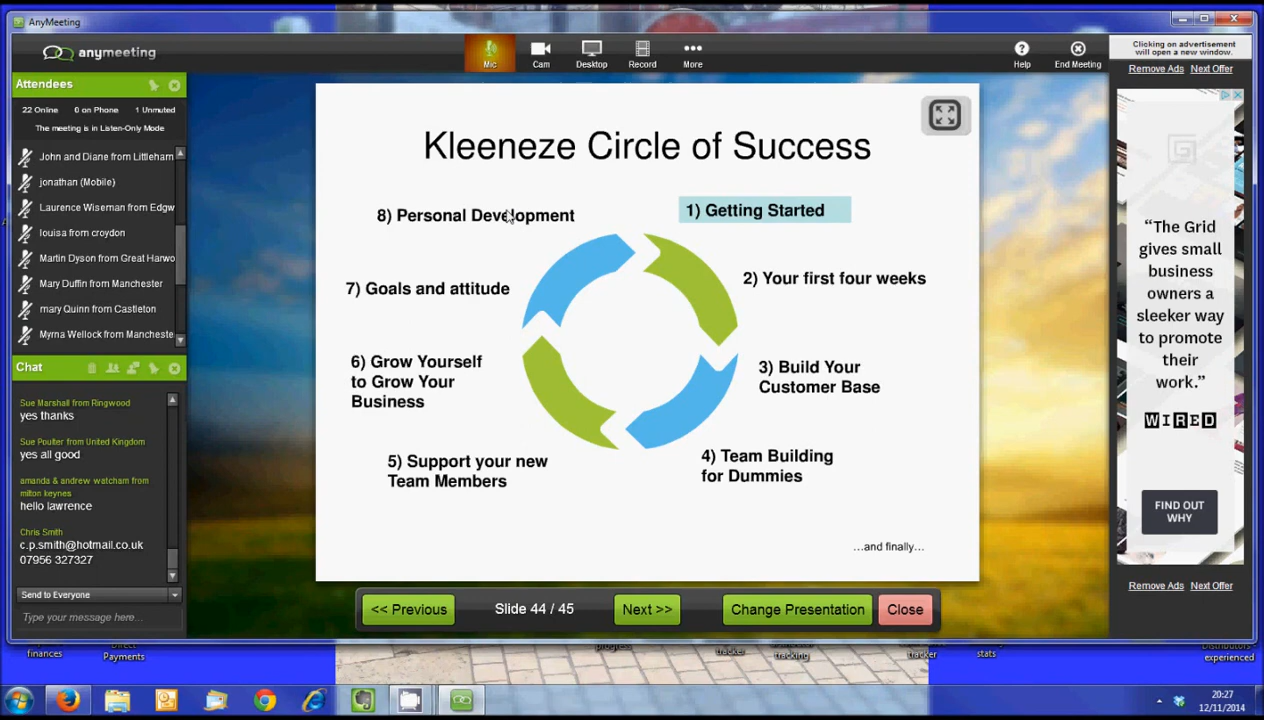 AnyMeeting
anymeeting
Mic
Cam
Desktop
Record
More
Help
End Meeting
Clicking on advertisement
will open a new window.
Remove Ads Next Offer
Attendees
22 Online 0 on Phone 1 Unmuted
The meeting is in Listen-Only Mode
John and Diane from Littleham
jonathan (Mobile)
Laurence Wiseman from Edgw
louisa from croydon
Martin Dyson from Great Harwo
Mary Duffin from Manchester
mary Quinn from Castleton
Myrna Wellock from Mancheste
Chat
Sue Marshall from Ringwood
yes thanks
Sue Poulter from United Kingdom
yes all good
amanda & andrew watcham from
milton keynes
hello lawrence
Chris Smith
c.p.smith@hotmail.co.uk
07956 327327
Send to Everyone
Type your message here...
Kleeneze Circle of Success
1) Getting Started
2) Your first four weeks
3) Build Your
Customer Base
4) Team Building
for Dummies
5) Support your new
Team Members
6) Grow Yourself
to Grow Your
Business
7) Goals and attitude
8) Personal Development
...and finally...
<< Previous
Slide 44 / 45
Next >>
Change Presentation
Close
“The Grid
gives small
business
owners a
sleeker way
to promote
their
work.”
WIRED
FIND OUT
WHY
Remove Ads Next Offer
finances
Direct
Payments
progress
tracker
tracking
tracker
stats
Distributors
experienced
20:27
12/11/2014